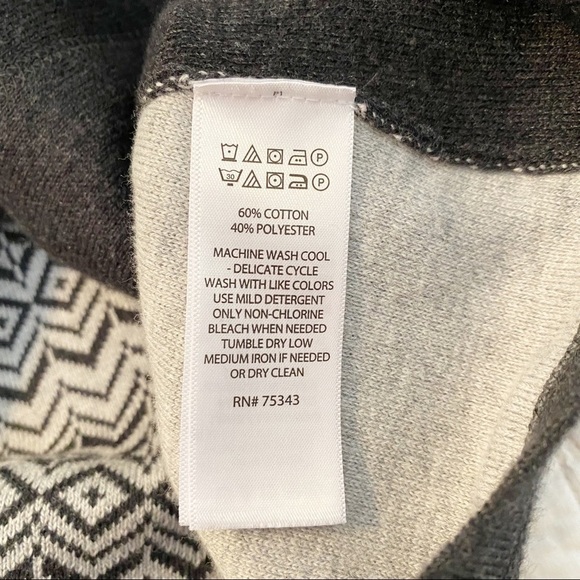 P
30 P
60% COTTON
40% POLYESTER
MACHINE WASH COOL
- DELICATE CYCLE
WASH WITH LIKE COLORS
USE MILD DETERGENT
ONLY NON-CHLORINE
BLEACH WHEN NEEDED
TUMBLE DRY LOW
MEDIUM IRON IF NEEDED
OR DRY CLEAN
RN# 75343